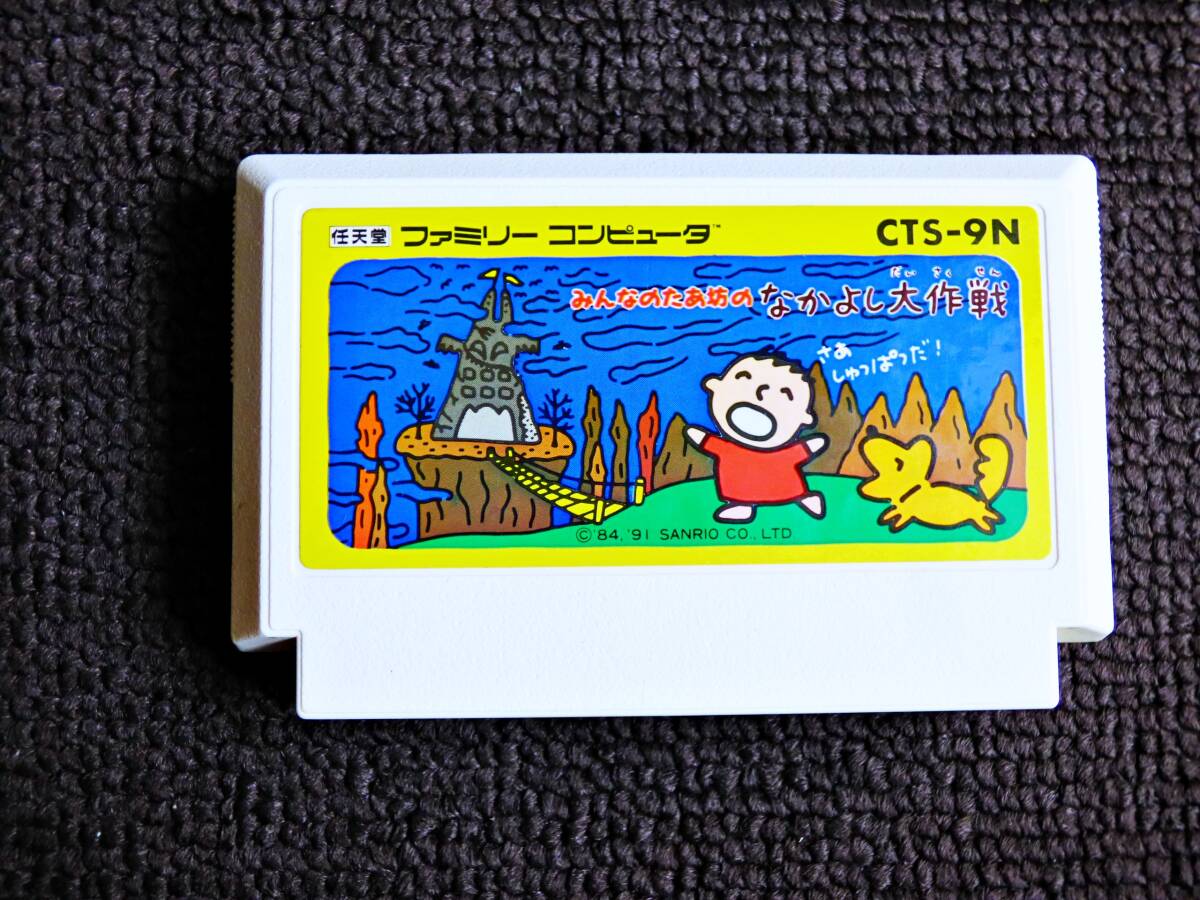 任天堂 ファミリー コンピュータ™ CTS-9N
だい さく せん
みんなのたあ坊の なかよし大作戦
さあ
しゅっぱつだ!
©'84, '91 SANRIO CO., LTD.